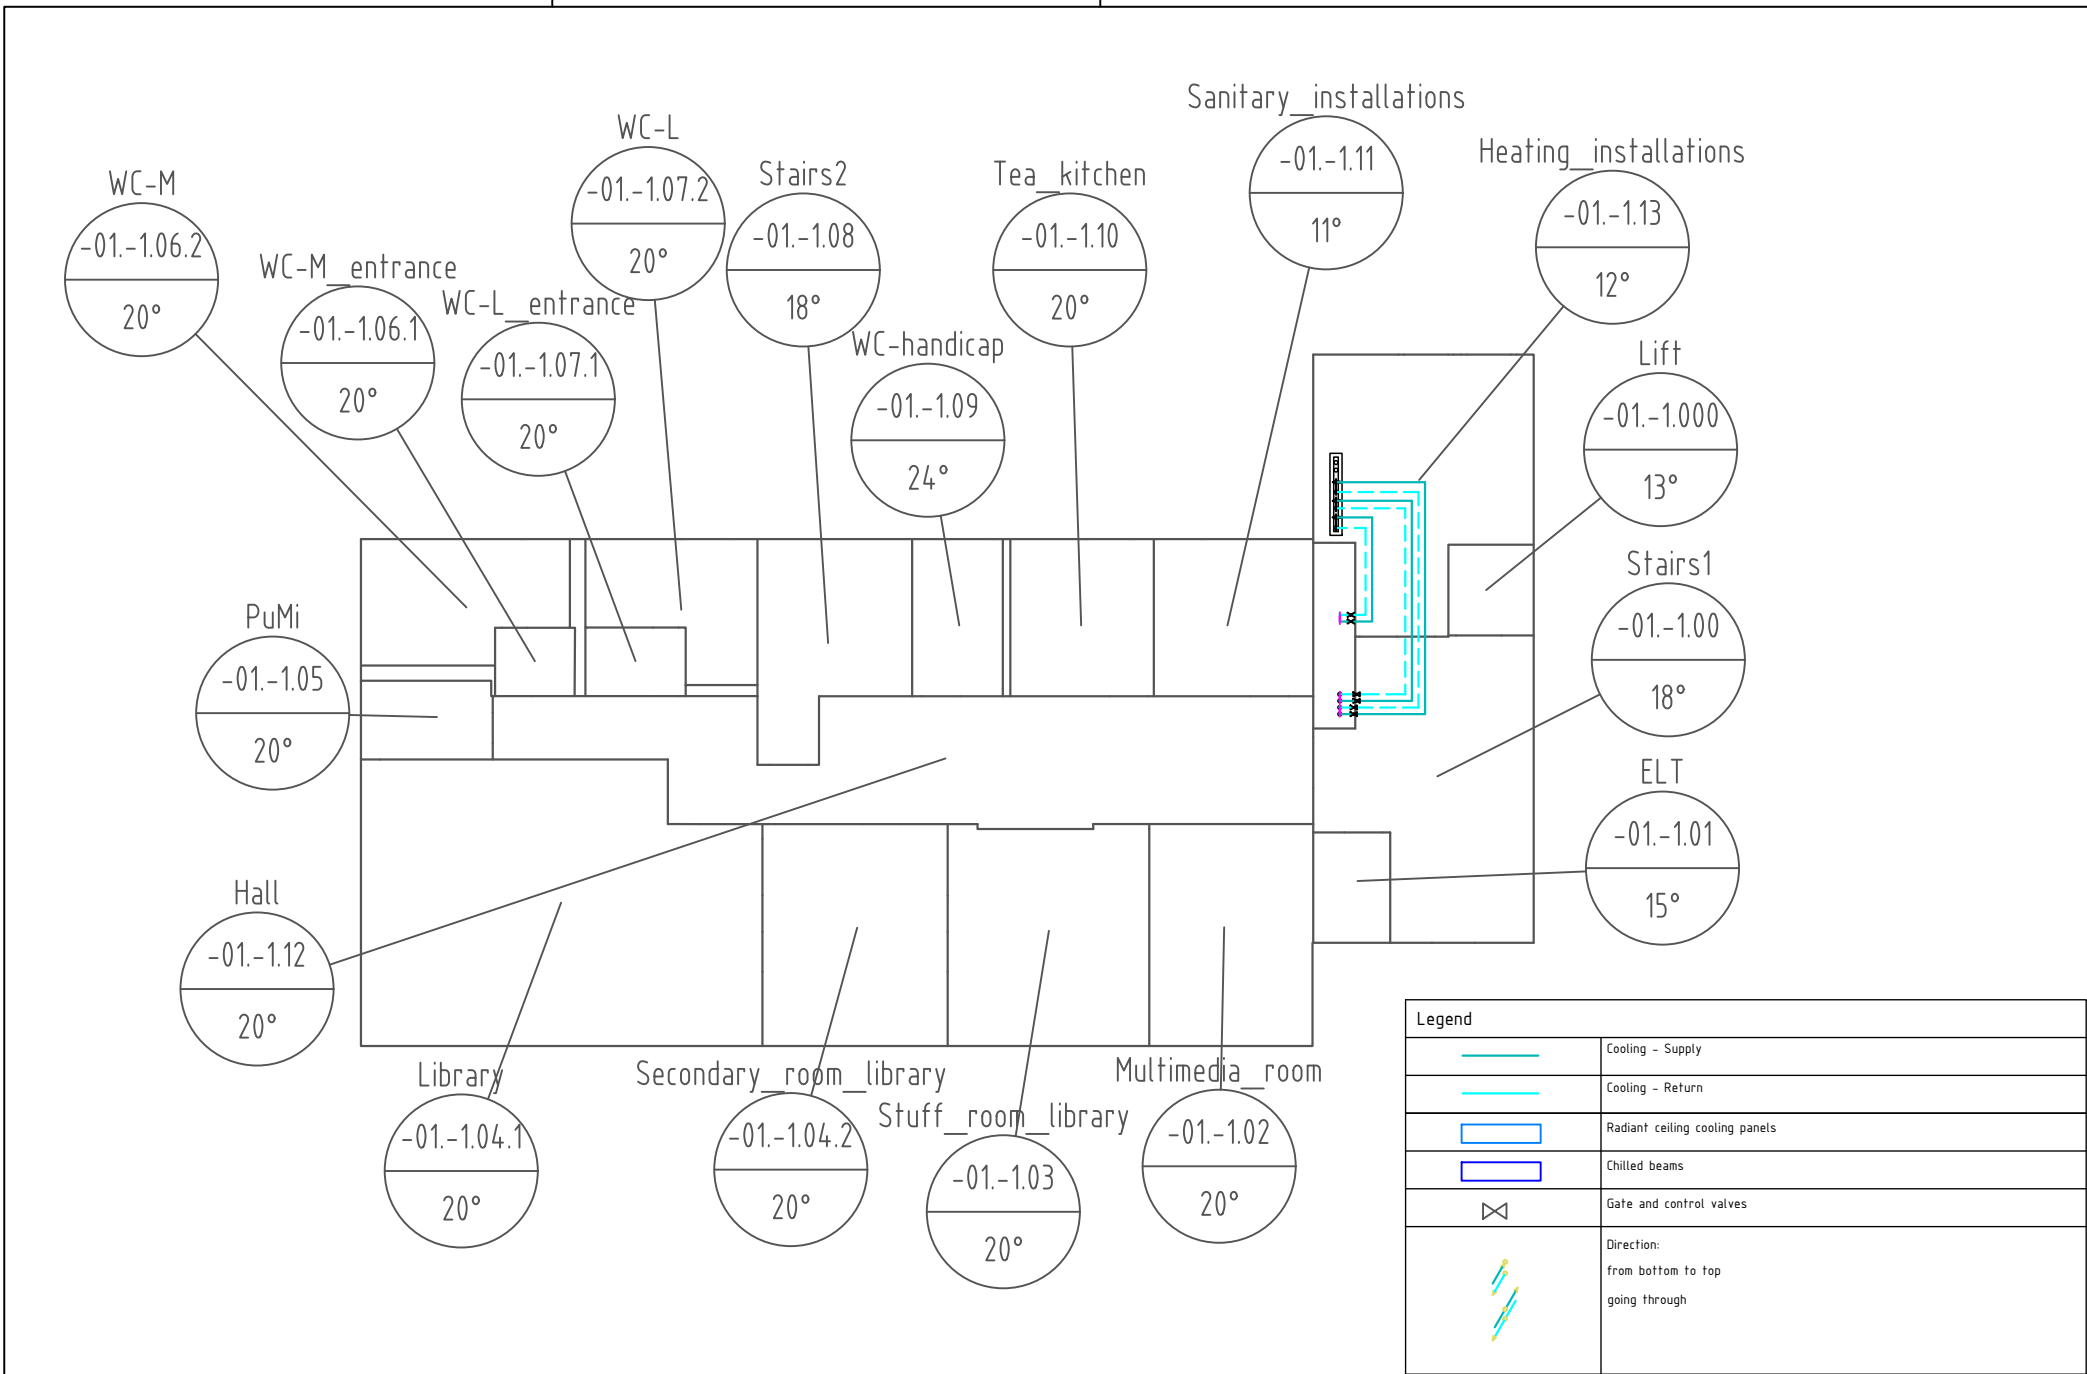 Sanitary_installations
-01.-1.11
11°
WC-L
-01.-1.07.2
20°
Heating_installations
-01.-1.13
12°
Stairs2
-01.-1.08
18°
Tea_kitchen
-01.-1.10
20°
WC-M
-01.-1.06.2
20°
WC-M_entrance
-01.-1.06.1
20°
WC-L_entrance
-01.-1.07.1
20°
WC-handicap
-01.-1.09
24°
Lift
-01.-1.000
13°
Stairs1
-01.-1.00
18°
PuMi
-01.-1.05
20°
ELT
-01.-1.01
15°
Hall
-01.-1.12
20°
Library
-01.-1.04.1
20°
Secondary_room_library
-01.-1.04.2
20°
Stuff_room_library
-01.-1.03
20°
Multimedia_room
-01.-1.02
20°
Legend
Cooling - Supply
Cooling - Return
Radiant ceiling cooling panels
Chilled beams
Gate and control valves
Direction:
from bottom to top
going through